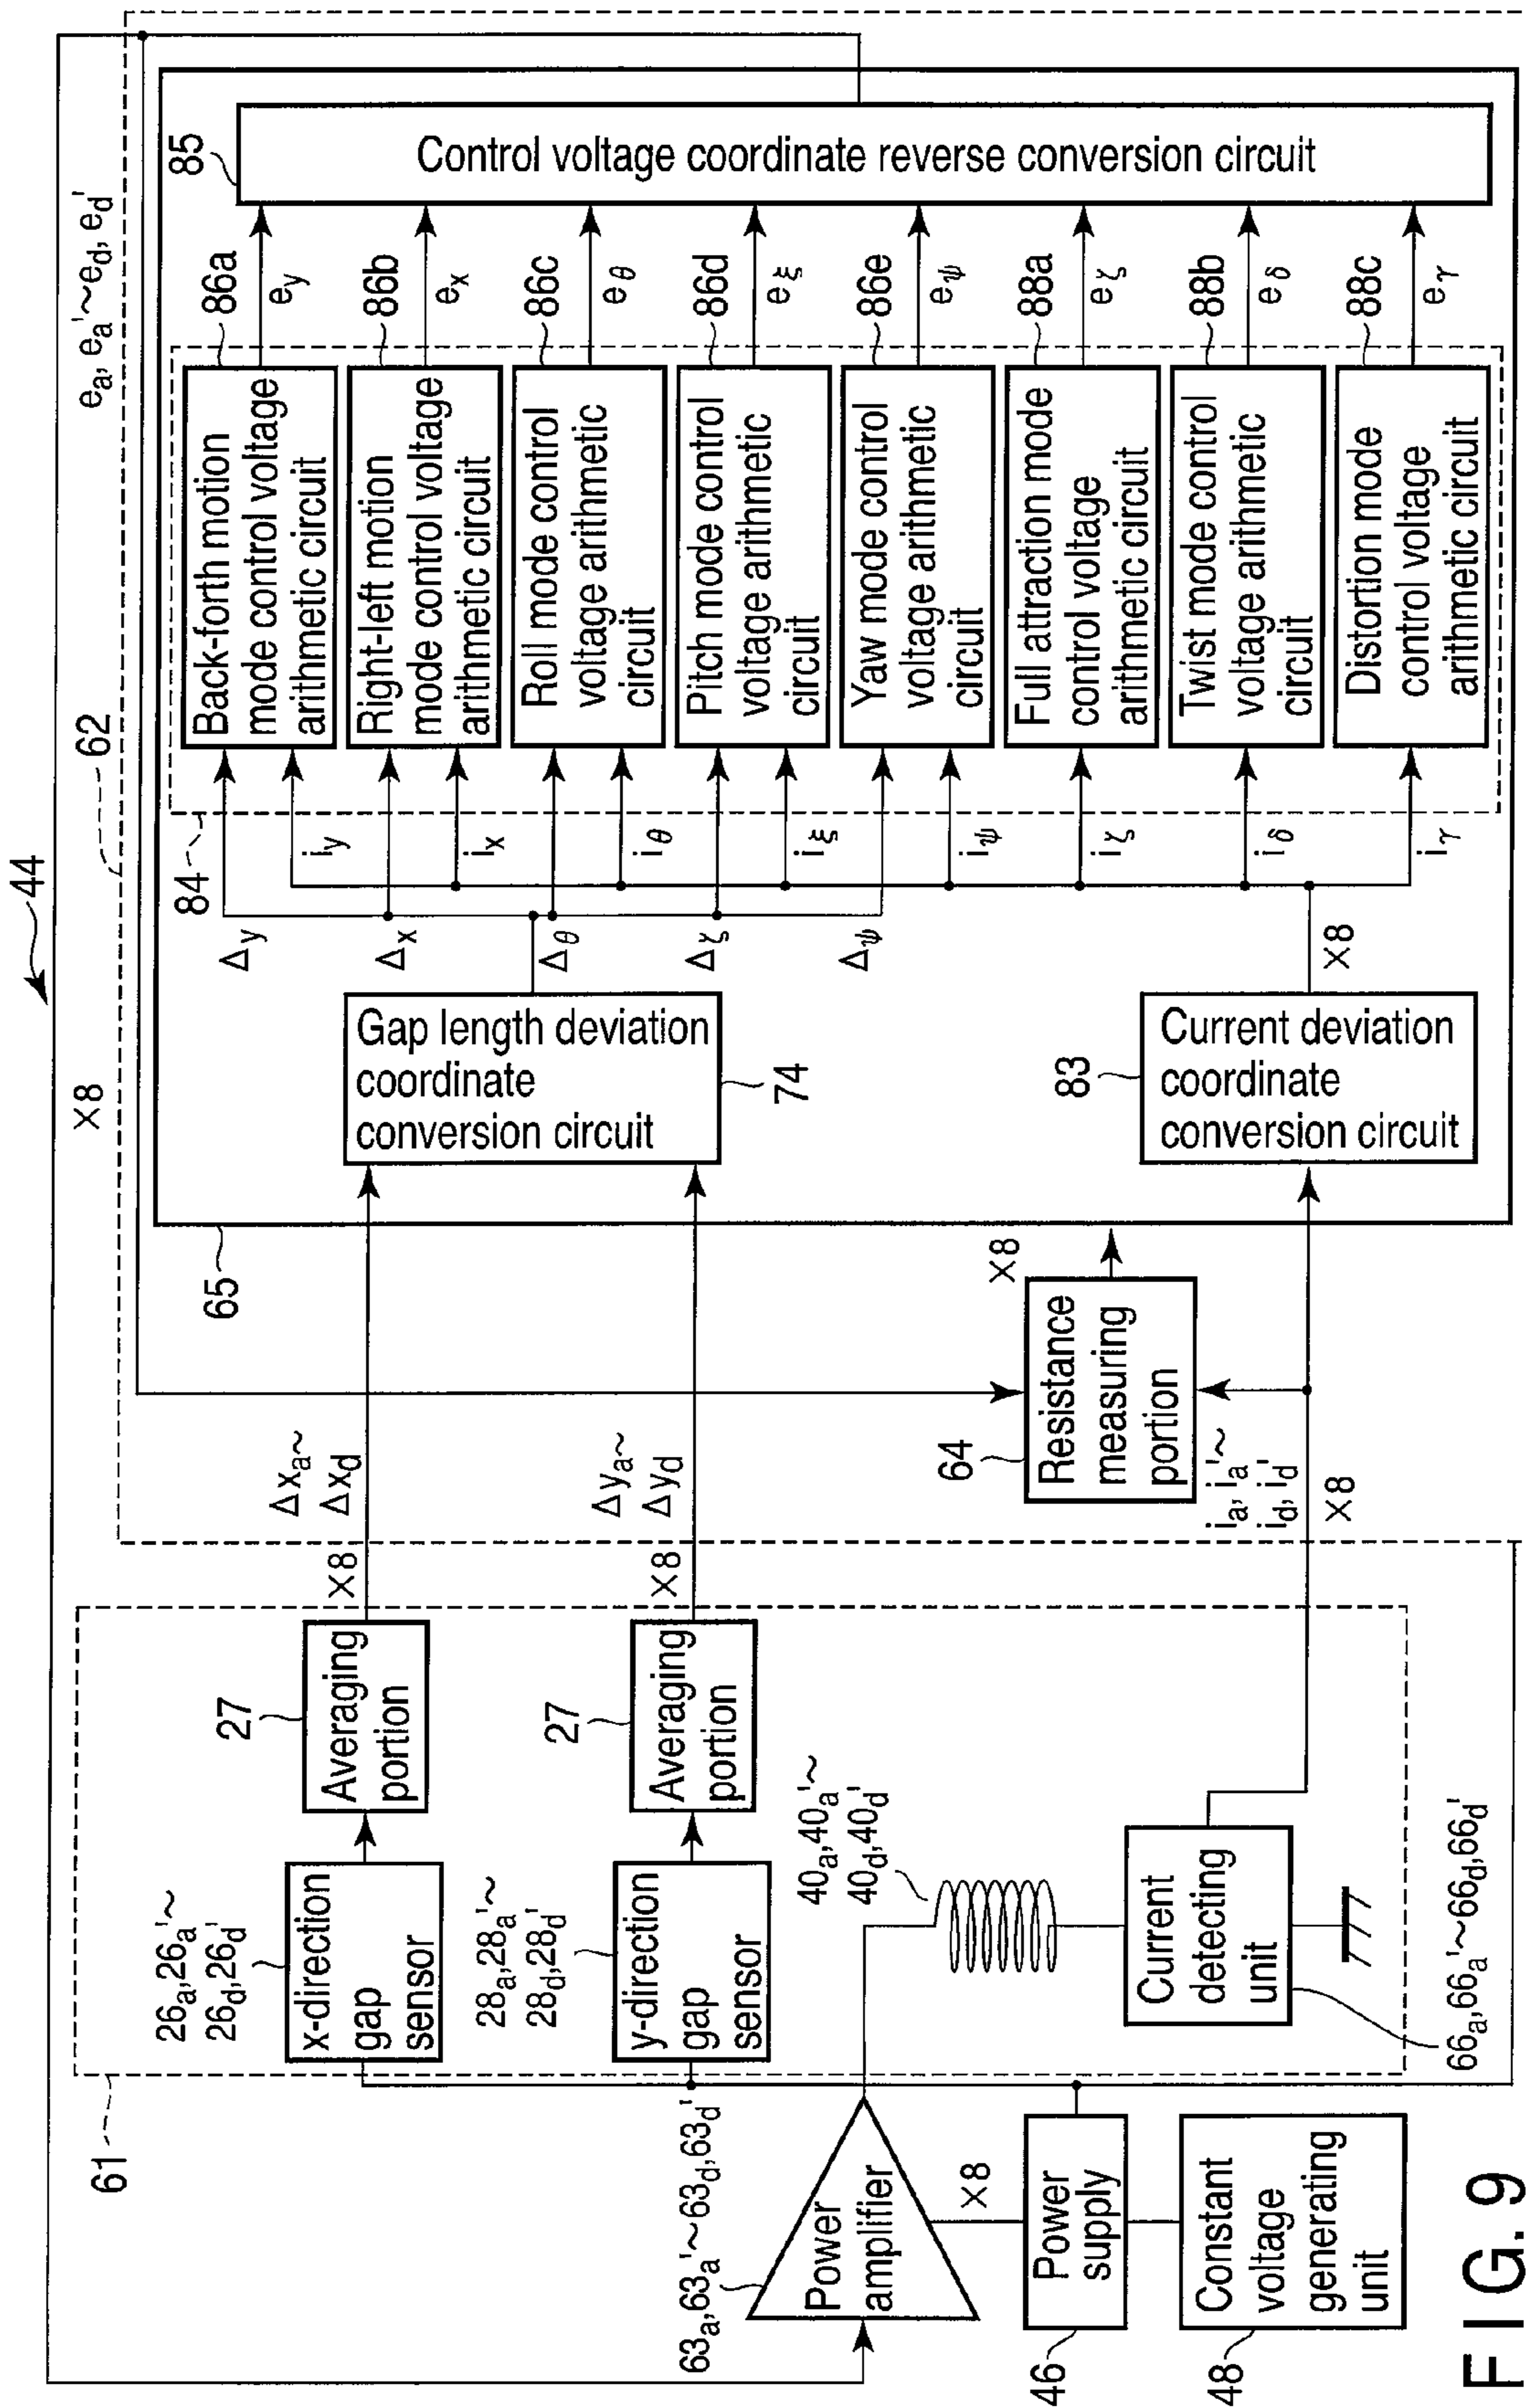 44
×8
62
e_a, e_a'~e_d, e_d'
61
26_a,26_a'~
26_d,26_d'
x-direction
gap
sensor
27
Averaging
portion
×8
Δx_a~
Δx_d
28_a,28_a'~
28_d,28_d'
y-direction
gap
sensor
27
Averaging
portion
×8
Δy_a~
Δy_d
63_a,63_a'~63_d,63_d'
Power
amplifier
×8
40_a,40_a'~
40_d,40_d'
46
Power
supply
48
Constant
voltage
generating
unit
Current
detecting
unit
66_a,66_a'~66_d,66_d'
64
Resistance
measuring
portion
×8
i_a, i_a'~
i_d, i_d'
×8
65
Gap length deviation
coordinate
conversion circuit
74
83
Current deviation
coordinate
conversion circuit
×8
84
Δy
Δx
Δθ
Δζ
Δψ
i_y
i_x
i_θ
i_ξ
i_ψ
i_ζ
i_δ
i_γ
Back-forth motion
mode control voltage
arithmetic circuit
86a
e_y
Right-left motion
mode control voltage
arithmetic circuit
86b
e_x
Roll mode control
voltage arithmetic
circuit
86c
e_θ
Pitch mode control
voltage arithmetic
circuit
86d
e_ξ
Yaw mode control
voltage arithmetic
circuit
86e
e_ψ
Full attraction mode
control voltage
arithmetic circuit
88a
e_ζ
Twist mode control
voltage arithmetic
circuit
88b
e_δ
Distortion mode
control voltage
arithmetic circuit
88c
e_γ
85
Control voltage coordinate reverse conversion circuit
FIG. 9